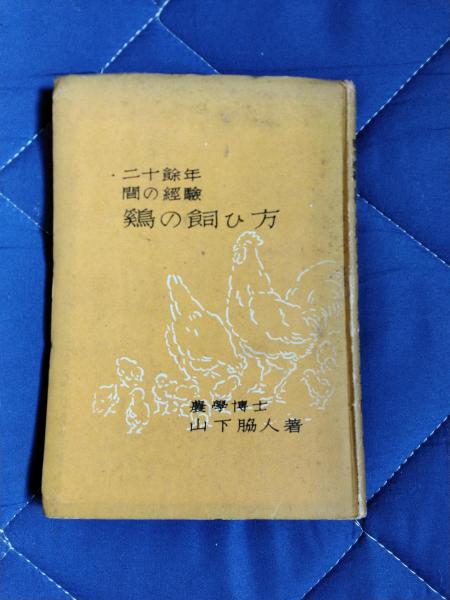 二十餘年
間の經驗
鷄の飼ひ方
農學博士
山下脇人著